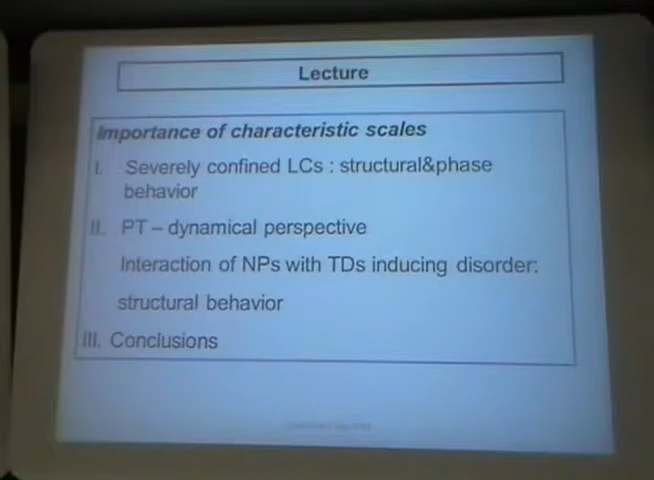 Lecture
Importance of characteristic scales
I. Severely confined LCs : structural&phase
behavior
II. PT – dynamical perspective
Interaction of NPs with TDs inducing disorder:
structural behavior
III. Conclusions